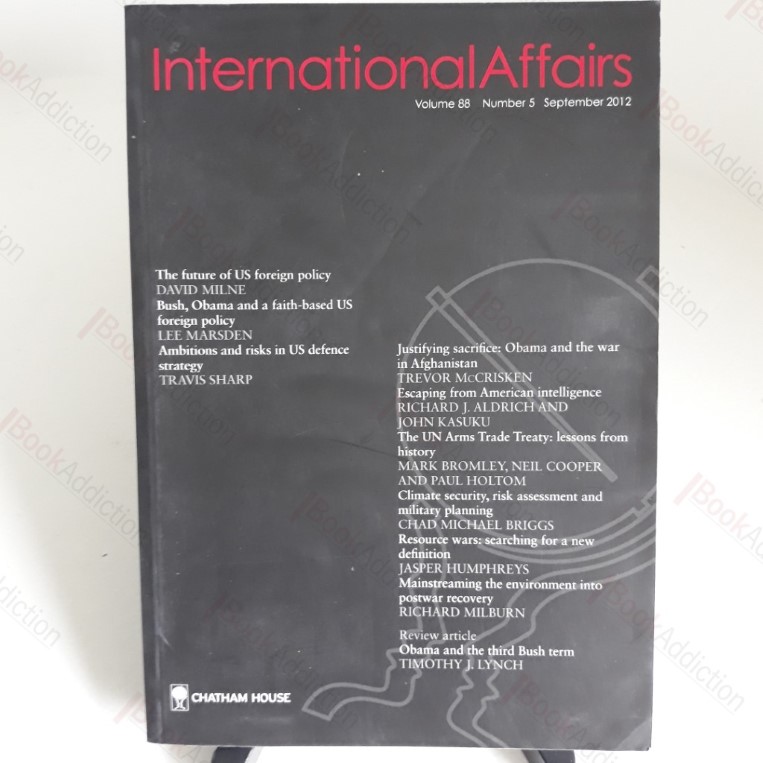 InternationalAffairs
Volume 88 Number 5 September 2012
The future of US foreign policy
DAVID MILNE
Bush, Obama and a faith-based US
foreign policy
LEE MARSDEN
Ambitions and risks in US defence
strategy
TRAVIS SHARP
Justifying sacrifice: Obama and the war
in Afghanistan
TREVOR McCRISKEN
Escaping from American intelligence
RICHARD J. ALDRICH AND
JOHN KASUKU
The UN Arms Trade Treaty: lessons from
history
MARK BROMLEY, NEIL COOPER
AND PAUL HOLTOM
Climate security, risk assessment and
military planning
CHAD MICHAEL BRIGGS
Resource wars: searching for a new
definition
JASPER HUMPHREYS
Mainstreaming the environment into
postwar recovery
RICHARD MILBURN
Review article
Obama and the third Bush term
TIMOTHY J. LYNCH
CHATHAM HOUSE
BookAddiction